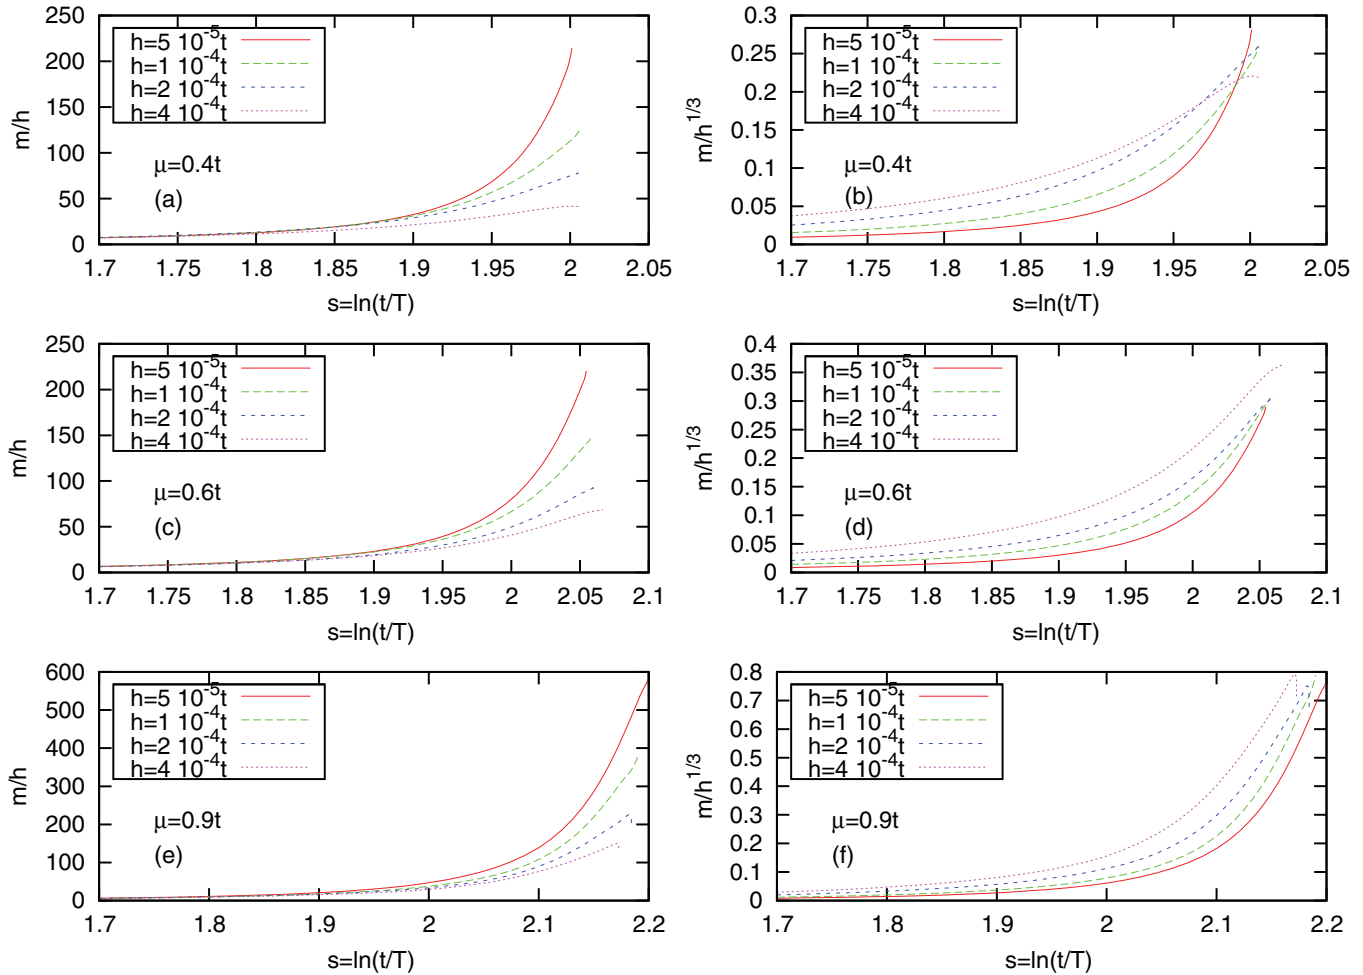 m/h
250
200
150
100
50
0
h=5 10⁻⁵t
h=1 10⁻⁴t
h=2 10⁻⁴t
h=4 10⁻⁴t
μ=0.4t
(a)
1.7 1.75 1.8 1.85 1.9 1.95 2 2.05
s=ln(t/T)
m/h¹ᐟ³
0.3
0.25
0.2
0.15
0.1
0.05
0
h=5 10⁻⁵t
h=1 10⁻⁴t
h=2 10⁻⁴t
h=4 10⁻⁴t
μ=0.4t
(b)
1.7 1.75 1.8 1.85 1.9 1.95 2 2.05
s=ln(t/T)
m/h
250
200
150
100
50
0
h=5 10⁻⁵t
h=1 10⁻⁴t
h=2 10⁻⁴t
h=4 10⁻⁴t
μ=0.6t
(c)
1.7 1.75 1.8 1.85 1.9 1.95 2 2.05 2.1
s=ln(t/T)
m/h¹ᐟ³
0.4
0.35
0.3
0.25
0.2
0.15
0.1
0.05
0
h=5 10⁻⁵t
h=1 10⁻⁴t
h=2 10⁻⁴t
h=4 10⁻⁴t
μ=0.6t
(d)
1.7 1.75 1.8 1.85 1.9 1.95 2 2.05 2.1
s=ln(t/T)
m/h
600
500
400
300
200
100
0
h=5 10⁻⁵t
h=1 10⁻⁴t
h=2 10⁻⁴t
h=4 10⁻⁴t
μ=0.9t
(e)
1.7 1.8 1.9 2 2.1 2.2
s=ln(t/T)
m/h¹ᐟ³
0.8
0.7
0.6
0.5
0.4
0.3
0.2
0.1
0
h=5 10⁻⁵t
h=1 10⁻⁴t
h=2 10⁻⁴t
h=4 10⁻⁴t
μ=0.9t
(f)
1.7 1.8 1.9 2 2.1 2.2
s=ln(t/T)